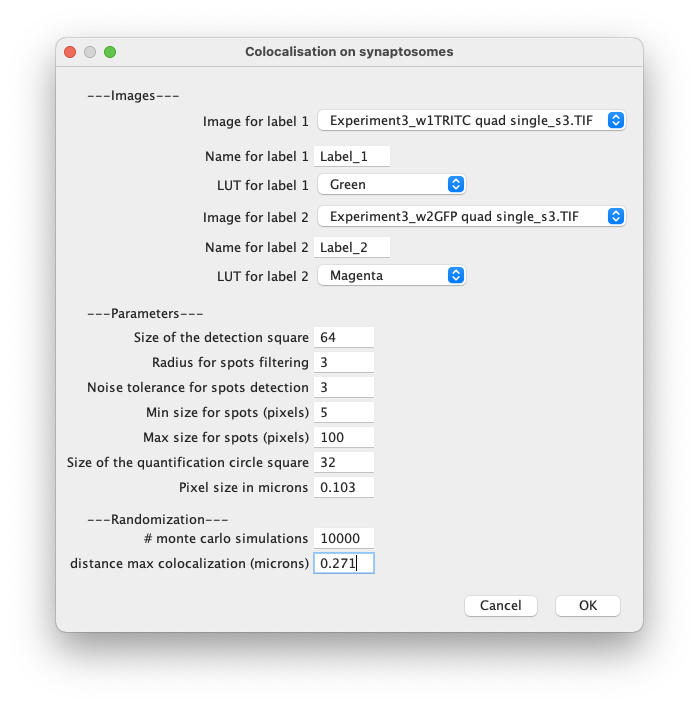 Colocalisation on synaptosomes
---Images---
Image for label 1 Experiment3_w1TRITC quad single_s3.TIF
Name for label 1 Label_1
LUT for label 1 Green
Image for label 2 Experiment3_w2GFP quad single_s3.TIF
Name for label 2 Label_2
LUT for label 2 Magenta
---Parameters---
Size of the detection square 64
Radius for spots filtering 3
Noise tolerance for spots detection 3
Min size for spots (pixels) 5
Max size for spots (pixels) 100
Size of the quantification circle square 32
Pixel size in microns 0.103
---Randomization---
# monte carlo simulations 10000
distance max colocalization (microns) 0.271
Cancel OK